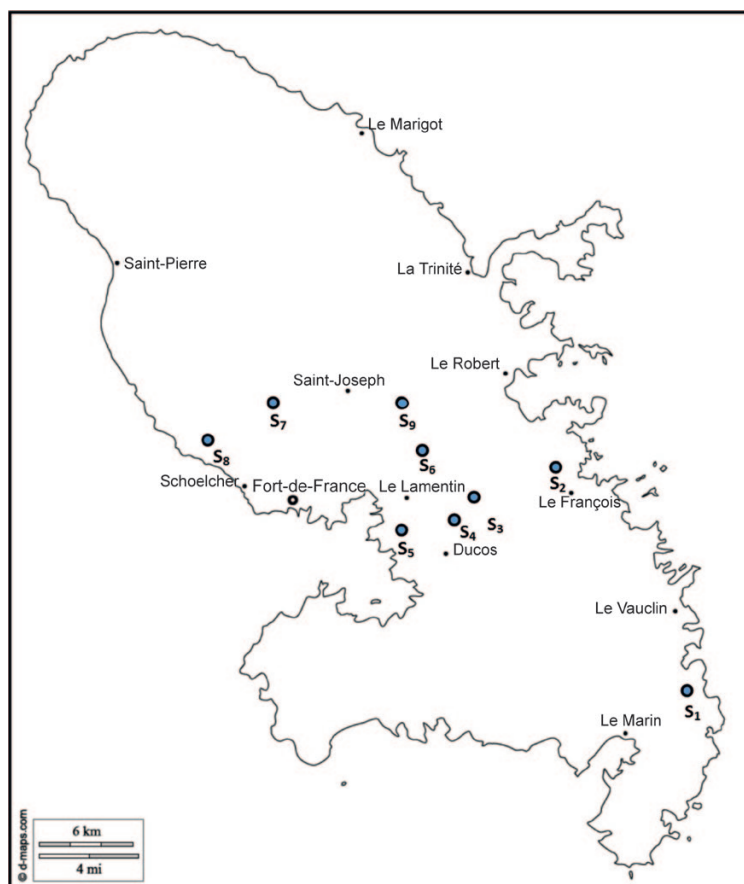 Le Marigot
Saint-Pierre
La Trinité
Le Robert
Saint-Joseph
S₇
S₉
S₈
S₆
S₂
Schoelcher
Fort-de-France
Le Lamentin
Le François
S₃
S₄
S₅
Ducos
Le Vauclin
S₁
Le Marin
6 km
4 mi
© d-maps.com